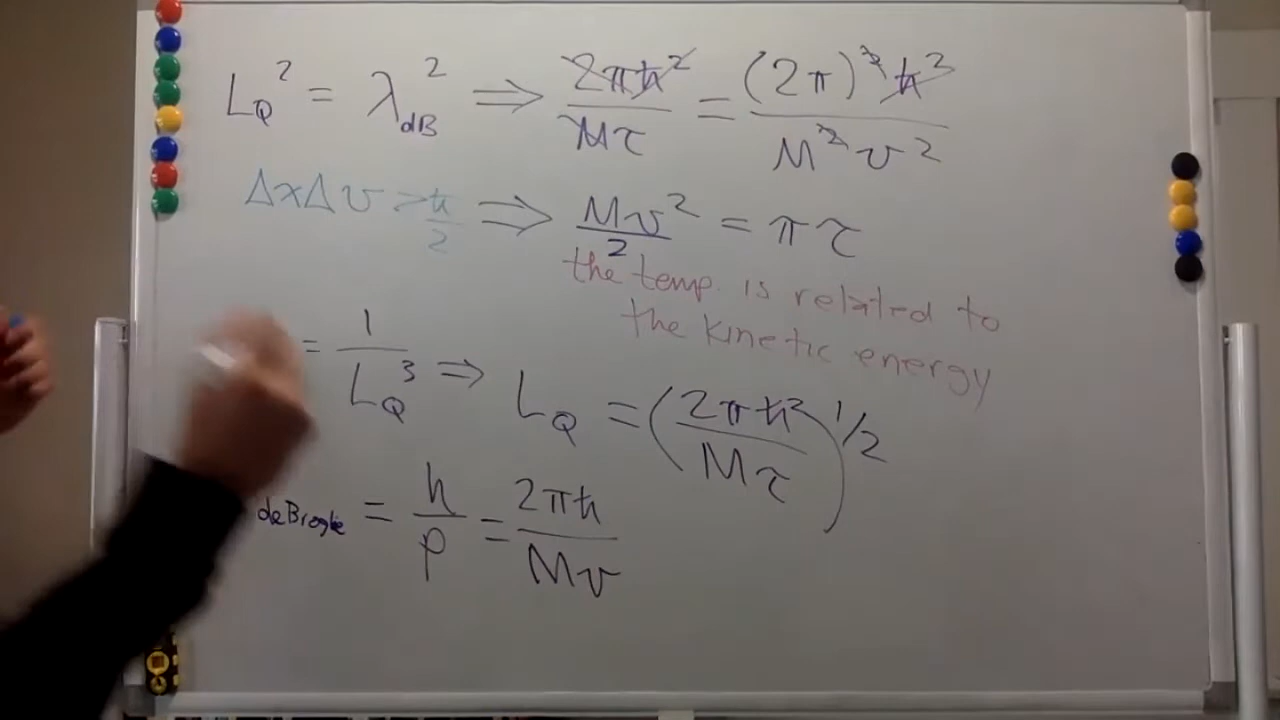 L_Q² = λ_dB² ⇒ 2πħ²/Mτ = (2π)²ħ²/M²v²
ΔxΔv > ħ/2 ⇒ Mv²/2 = πτ
the temp. is related to
the kinetic energy
= 1/L_Q³ ⇒ L_Q = (2πħ²/Mτ)^1/2
deBroglie = h/p = 2πħ/Mv